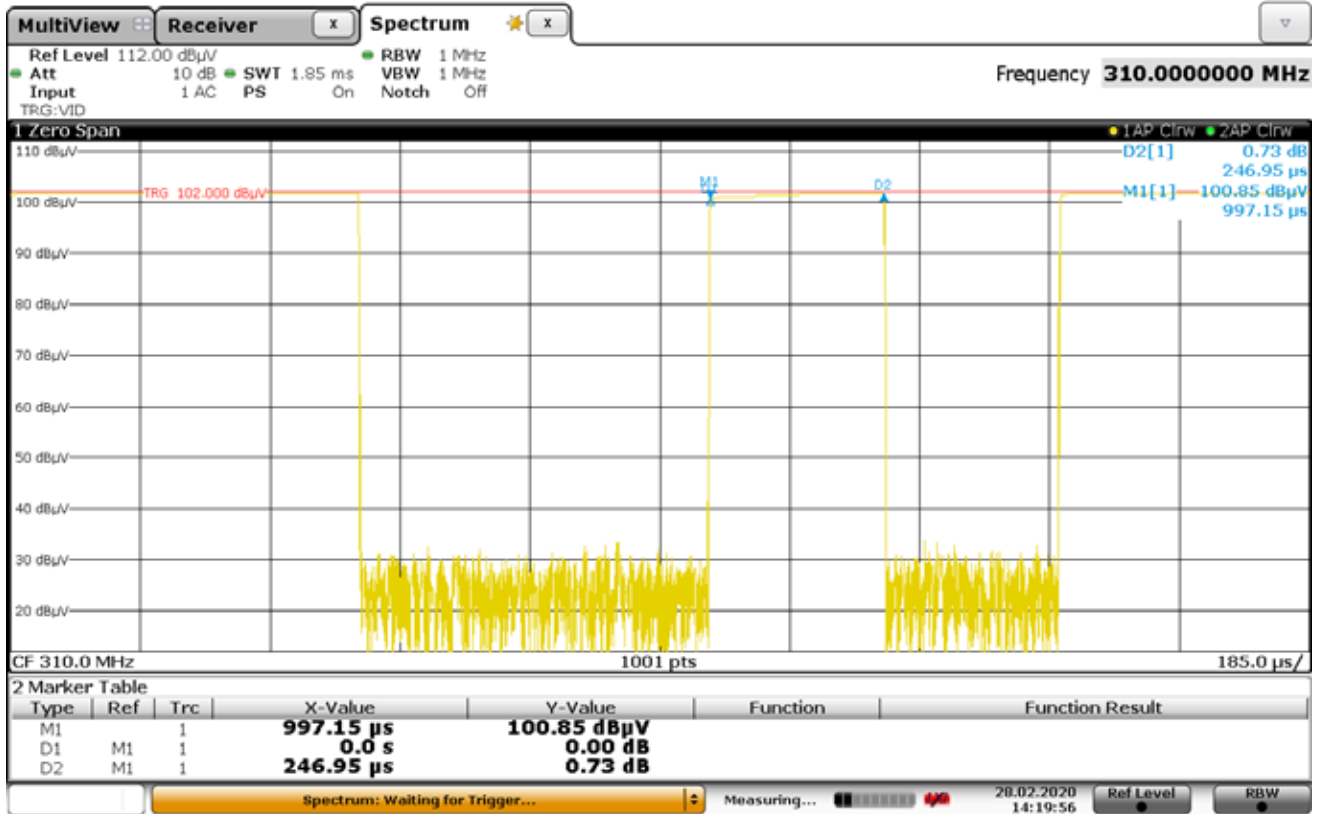 MultiView Receiver X Spectrum X
Ref Level 112.00 dBµV RBW 1 MHz
Att 10 dB SWT 1.85 ms VBW 1 MHz Frequency 310.0000000 MHz
Input 1 AC PS On Notch Off
TRG:VID
1 Zero Span 1AP Clrw 2AP Clrw
110 dBµV D2[1] 0.73 dB
246.95 µs
TRG 102.000 dBµV M1 D2 M1[1] 100.85 dBµV
100 dBµV 997.15 µs
90 dBµV
80 dBµV
70 dBµV
60 dBµV
50 dBµV
40 dBµV
30 dBµV
20 dBµV
CF 310.0 MHz 1001 pts 185.0 µs/
2 Marker Table
Type Ref Trc X-Value Y-Value Function Function Result
M1 1 997.15 µs 100.85 dBµV
D1 M1 1 0.0 s 0.00 dB
D2 M1 1 246.95 µs 0.73 dB
Spectrum: Waiting for Trigger... Measuring... 28.02.2020 Ref Level RBW
14:19:56